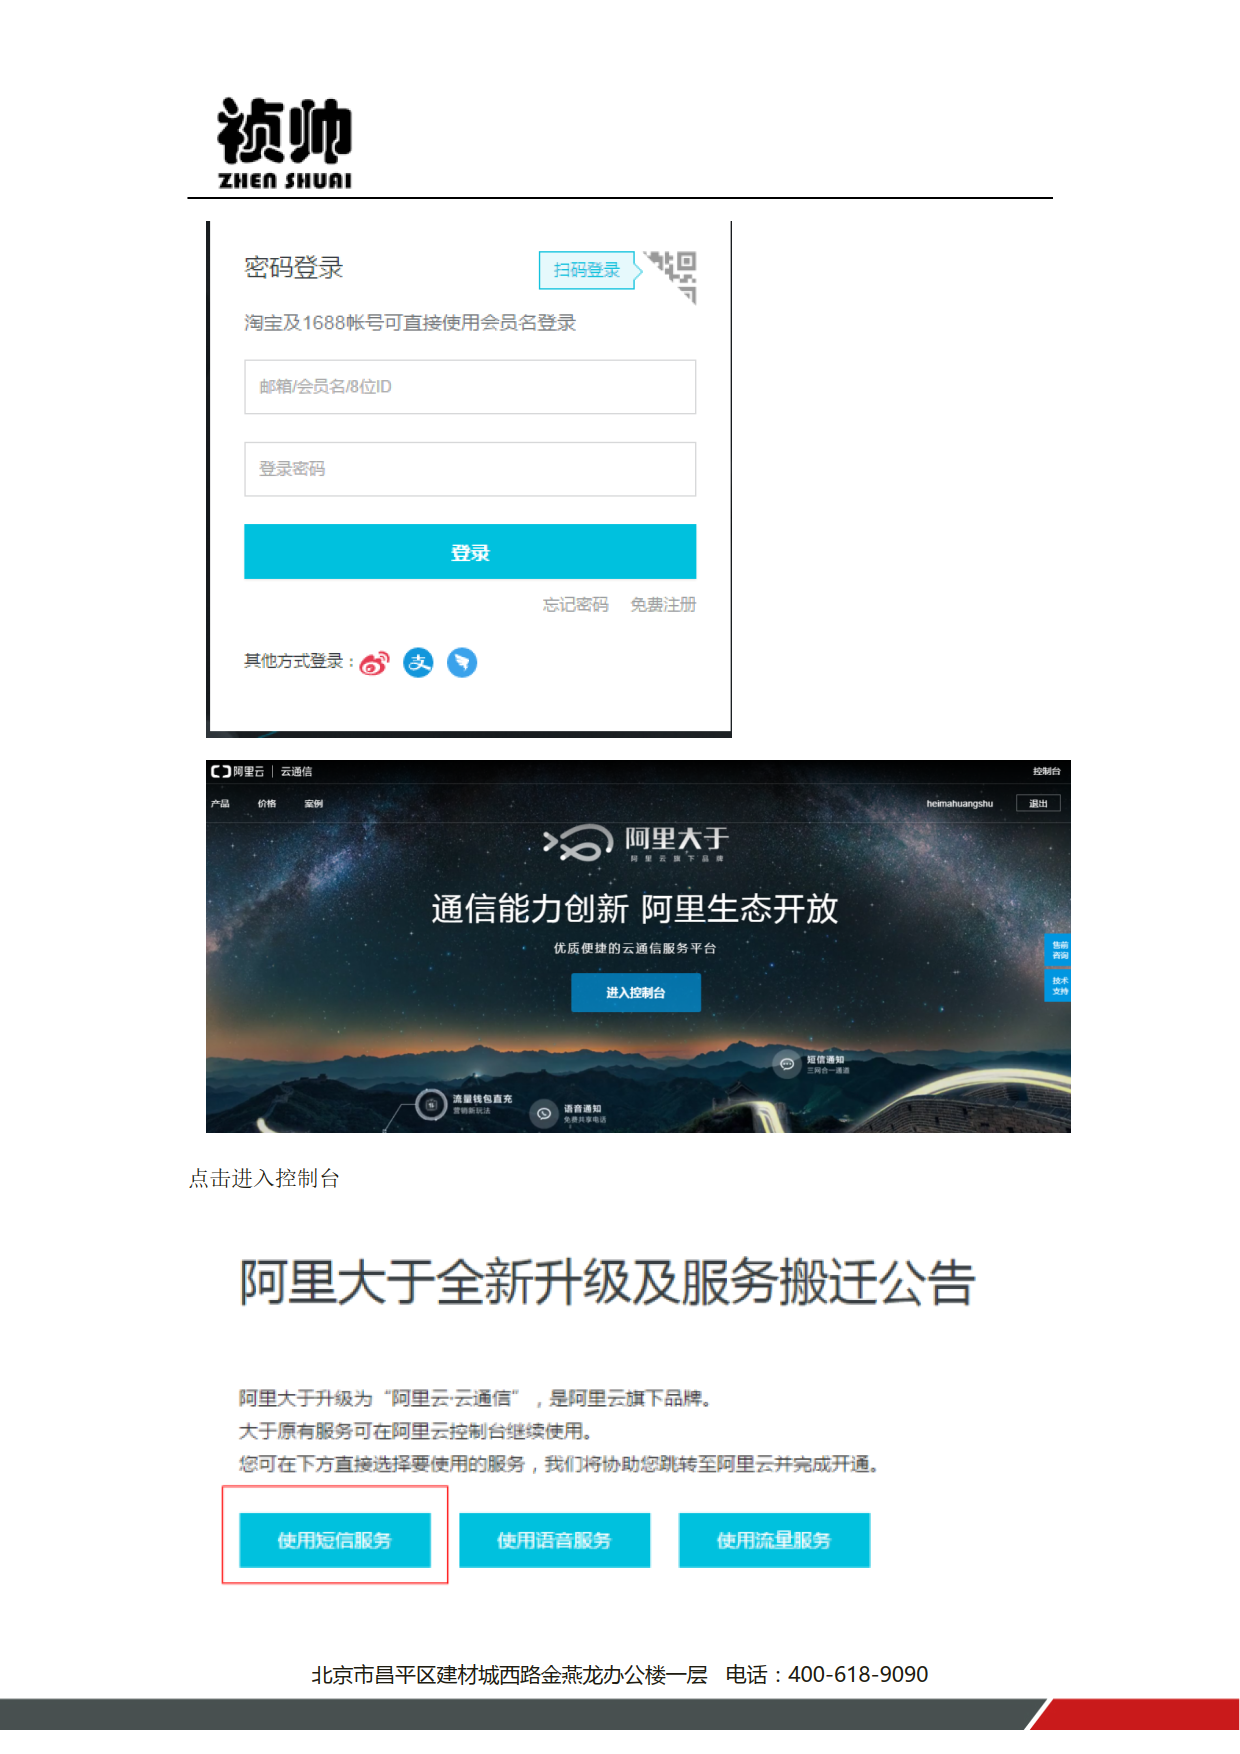 祯帅
ZHEN SHUAI
密码登录
扫码登录
淘宝及1688帐号可直接使用会员名登录
邮箱/会员名/8位ID
登录密码
登录
忘记密码 免费注册
其他方式登录：
阿里云 | 云通信 控制台
产品 价格 案例 heimahuangshu 退出
阿里大于
阿里云旗下品牌
通信能力创新 阿里生态开放
优质便捷的云通信服务平台
售前
咨询
进入控制台
技术
支持
短信通知
三网合一通道
流量钱包直充
营销新玩法
语音通知
免费共享电话
点击进入控制台
阿里大于全新升级及服务搬迁公告
阿里大于升级为“阿里云·云通信”，是阿里云旗下品牌。
大于原有服务可在阿里云控制台继续使用。
您可在下方直接选择要使用的服务，我们将协助您跳转至阿里云并完成开通。
使用短信服务 使用语音服务 使用流量服务
北京市昌平区建材城西路金燕龙办公楼一层 电话：400-618-9090